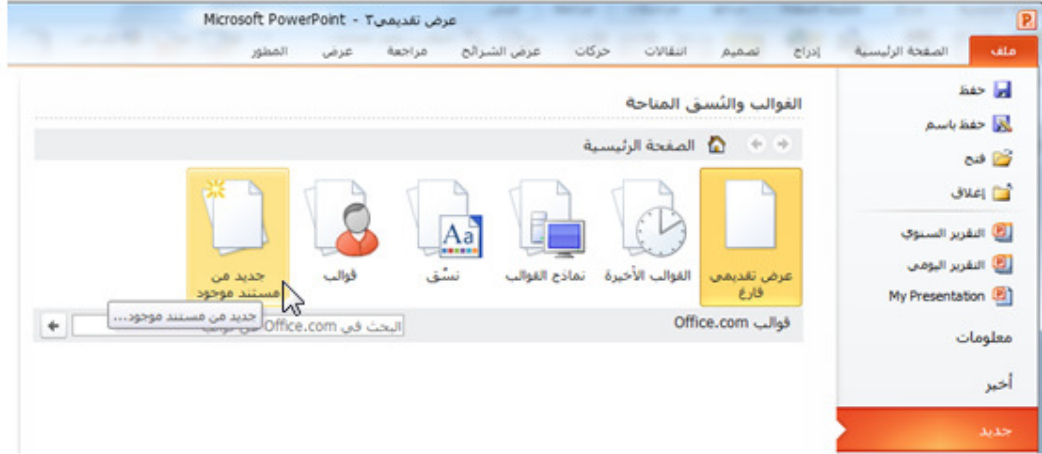 عرض تقديمي٣ - Microsoft PowerPoint
ملف
الصفحة الرئيسية
إدراج
تصميم
انتقالات
حركات
عرض الشرائح
مراجعة
عرض
المطور
حفظ
حفظ باسم
فتح
إغلاق
التقرير السنوي
التقرير اليومي
My Presentation
معلومات
أخير
جديد
القوالب والنُسق المتاحة
الصفحة الرئيسية
عرض تقديمي
فارغ
القوالب الأخيرة
نماذج القوالب
نسُق
قوالب
جديد من
مستند موجود
جديد من مستند موجود...
قوالب Office.com
البحث في Office.com عن قوالب